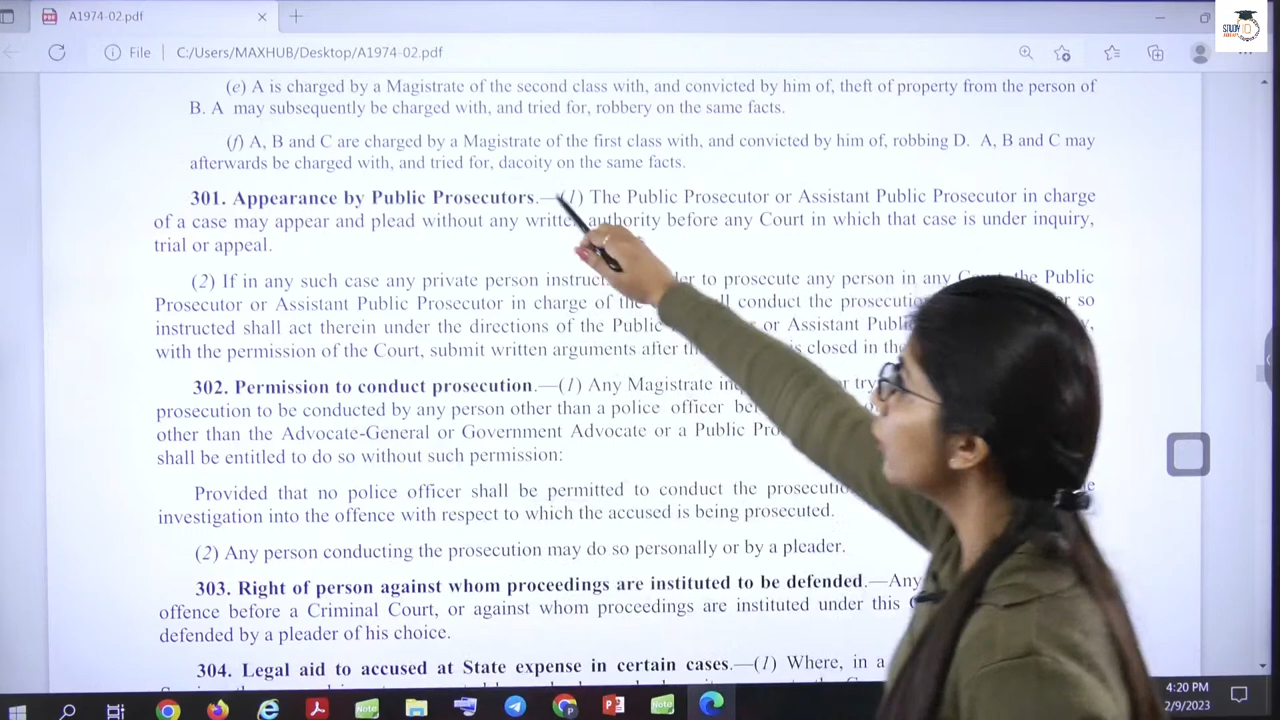 A1974-02.pdf
File
C:/Users/MAXHUB/Desktop/A1974-02.pdf
STUDY iD
(e) A is charged by a Magistrate of the second class with, and convicted by him of, theft of property from the person of
B. A may subsequently be charged with, and tried for, robbery on the same facts.
(f) A, B and C are charged by a Magistrate of the first class with, and convicted by him of, robbing D. A, B and C may
afterwards be charged with, and tried for, dacoity on the same facts.
301. Appearance by Public Prosecutors.—(1) The Public Prosecutor or Assistant Public Prosecutor in charge
of a case may appear and plead without any written authority before any Court in which that case is under inquiry,
trial or appeal.
(2) If in any such case any private person to prosecute any person in any the Public
Prosecutor or Assistant Public Prosecutor in charge of the conduct the so
instructed shall act therein under the directions of the Public or Assistant
with the permission of the Court, submit written arguments after is closed in the
302. Permission to conduct prosecution.—(1) Any Magistrate
prosecution to be conducted by any person other than a police officer
other than the Advocate-General or Government Advocate or a Public
shall be entitled to do so without such permission:
Provided that no police officer shall be permitted to conduct the
investigation into the offence with respect to which the accused is being prosecuted.
(2) Any person conducting the prosecution may do so personally or by a pleader.
303. Right of person against whom proceedings are instituted to be defended.—Any
offence before a Criminal Court, or against whom proceedings are instituted under this
defended by a pleader of his choice.
304. Legal aid to accused at State expense in certain cases.—(1) Where, in a
4:20 PM
2/9/2023